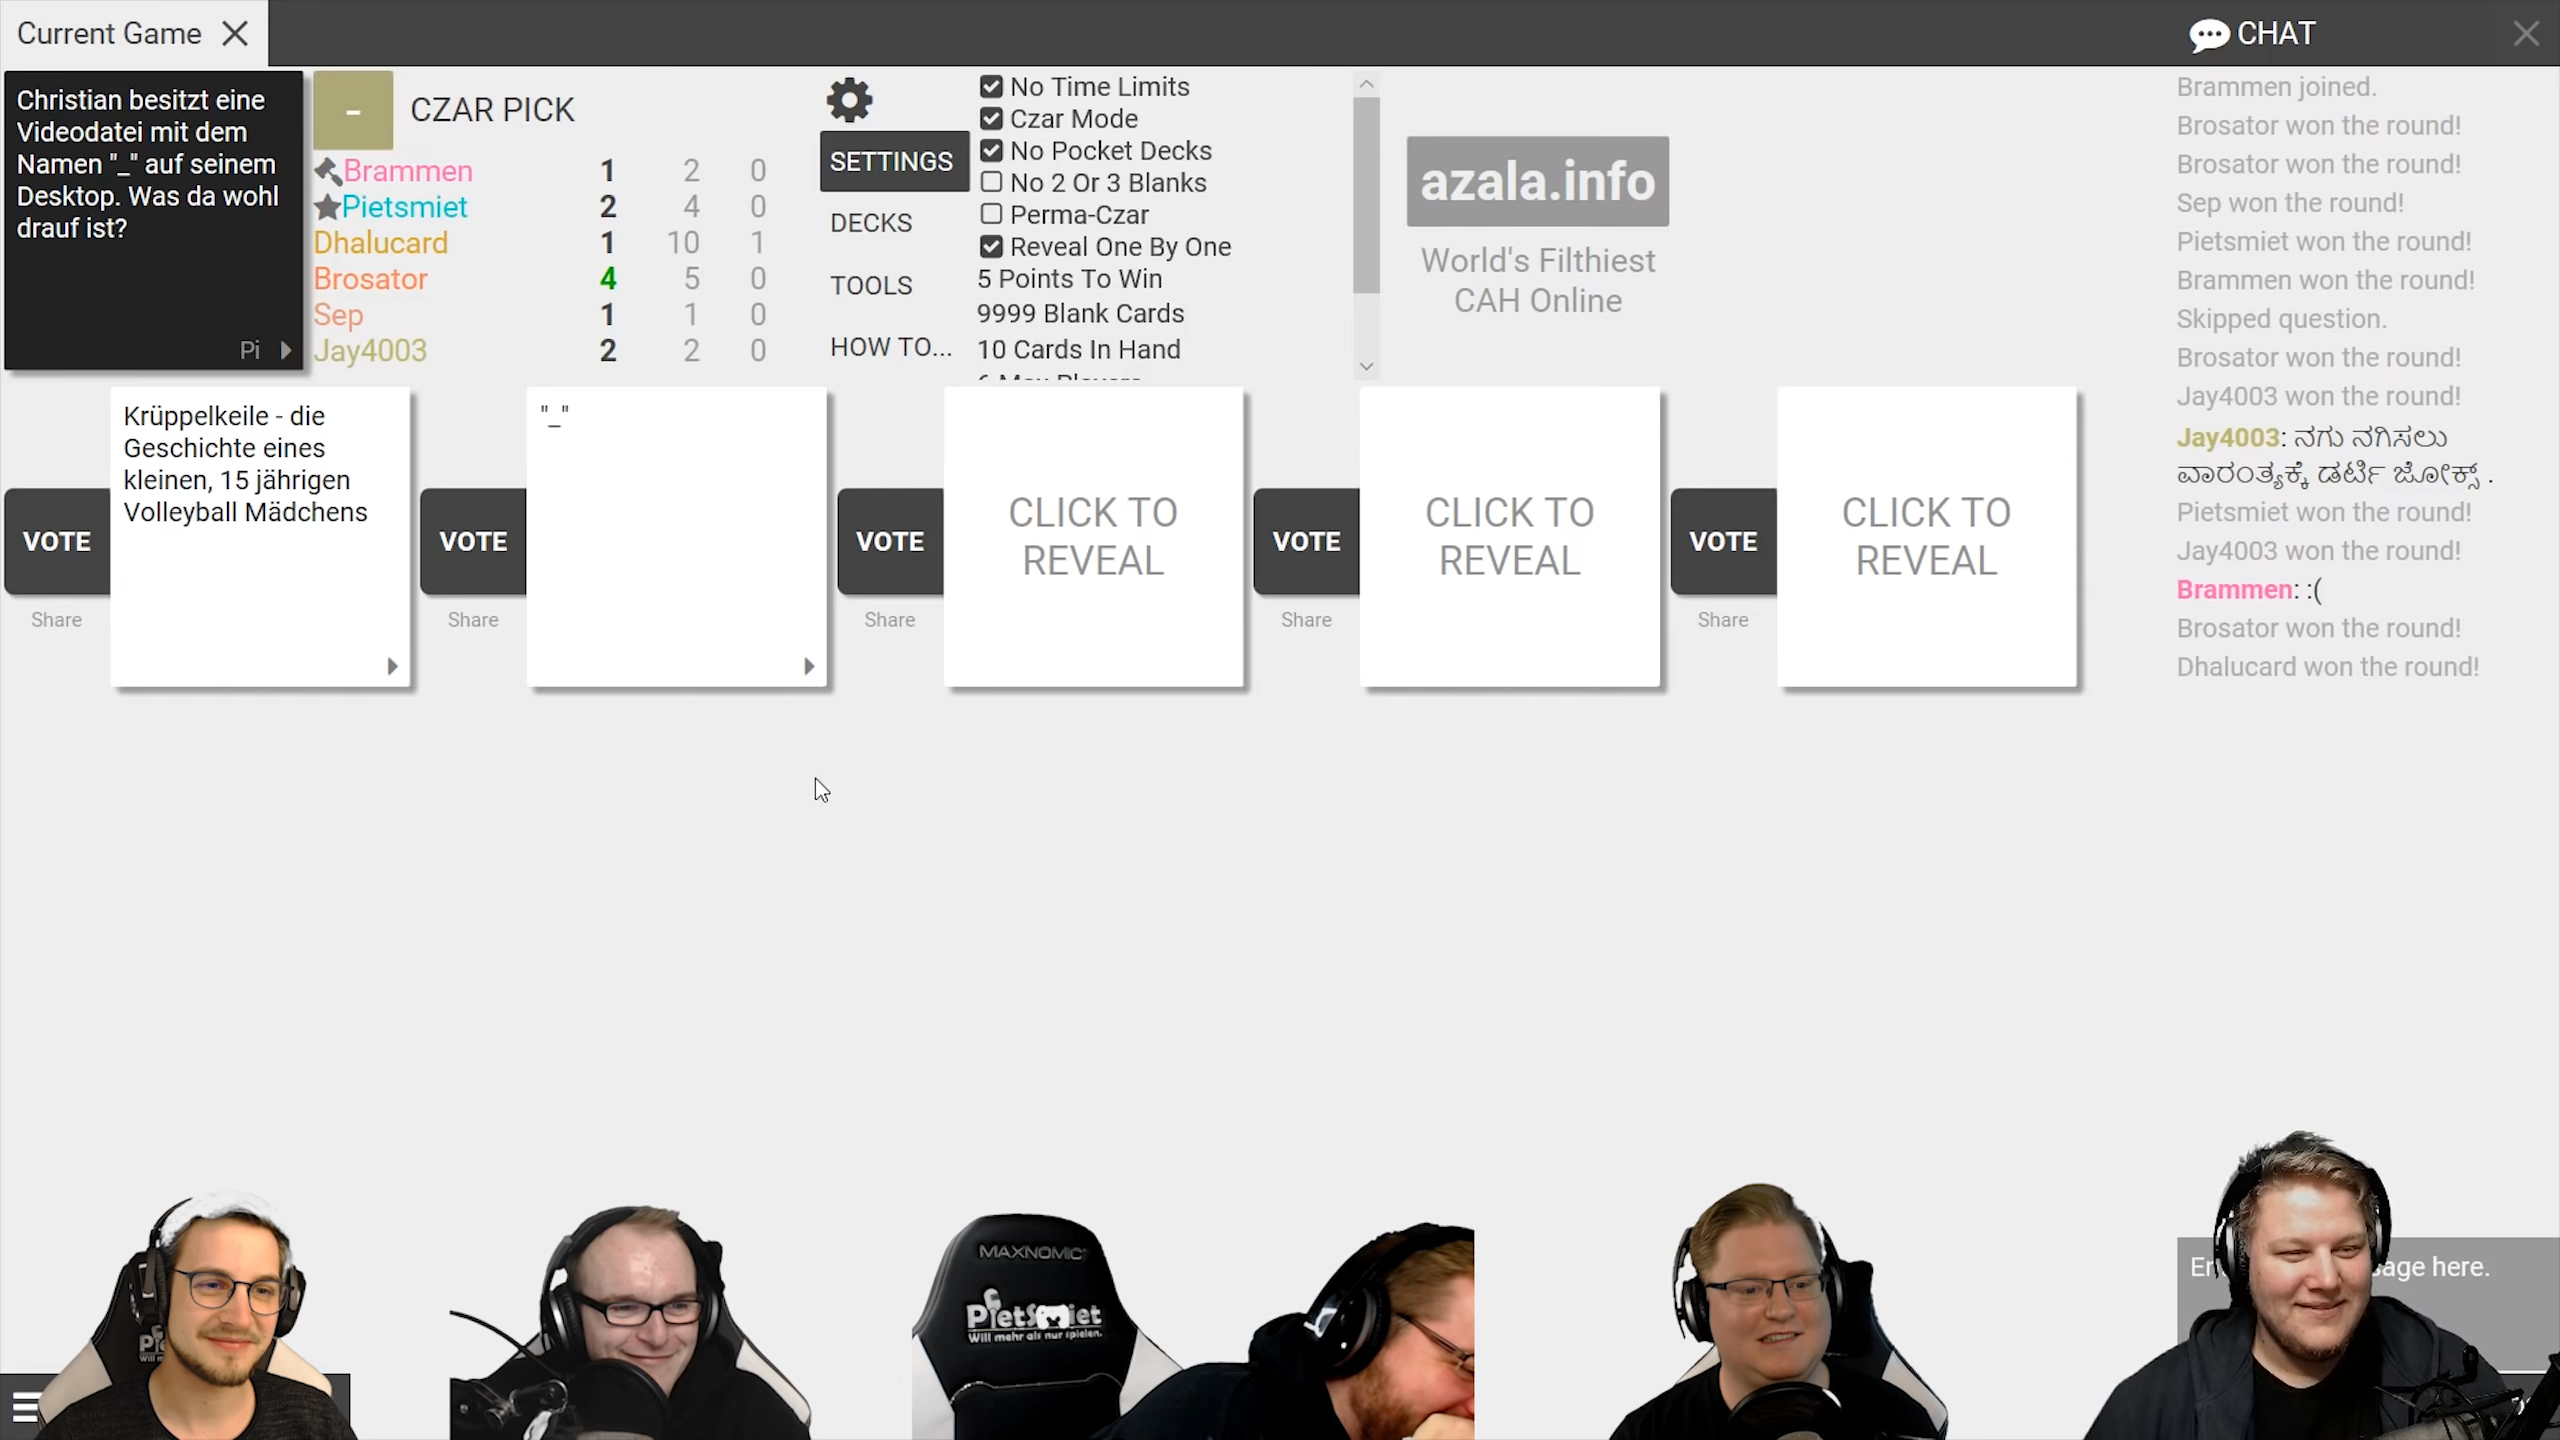 Current Game
CHAT
Christian besitzt eine
Videodatei mit dem
Namen "_" auf seinem
Desktop. Was da wohl
drauf ist?
Pi
-
CZAR PICK
Brammen 1 2 0
Pietsmiet 2 4 0
Dhalucard 1 10 1
Brosator 4 5 0
Sep 1 1 0
Jay4003 2 2 0
SETTINGS
DECKS
TOOLS
HOW TO...
No Time Limits
Czar Mode
No Pocket Decks
No 2 Or 3 Blanks
Perma-Czar
Reveal One By One
5 Points To Win
9999 Blank Cards
10 Cards In Hand
azala.info
World's Filthiest
CAH Online
Brammen joined.
Brosator won the round!
Brosator won the round!
Sep won the round!
Pietsmiet won the round!
Brammen won the round!
Skipped question.
Brosator won the round!
Jay4003 won the round!
Jay4003: ನಗು ನಗಿಸಲು
ವಾರಂತ್ಯಕ್ಕೆ ಡರ್ಟಿ ಜೋಕ್ಸ್ .
Pietsmiet won the round!
Jay4003 won the round!
Brammen: :(
Brosator won the round!
Dhalucard won the round!
VOTE
Share
Krüppelkeile - die
Geschichte eines
kleinen, 15 jährigen
Volleyball Mädchens
VOTE
Share
"_"
VOTE
Share
CLICK TO
REVEAL
VOTE
Share
CLICK TO
REVEAL
VOTE
Share
CLICK TO
REVEAL
MAXNOMIC
PietSmiet
Will mehr als nur spielen.
here.